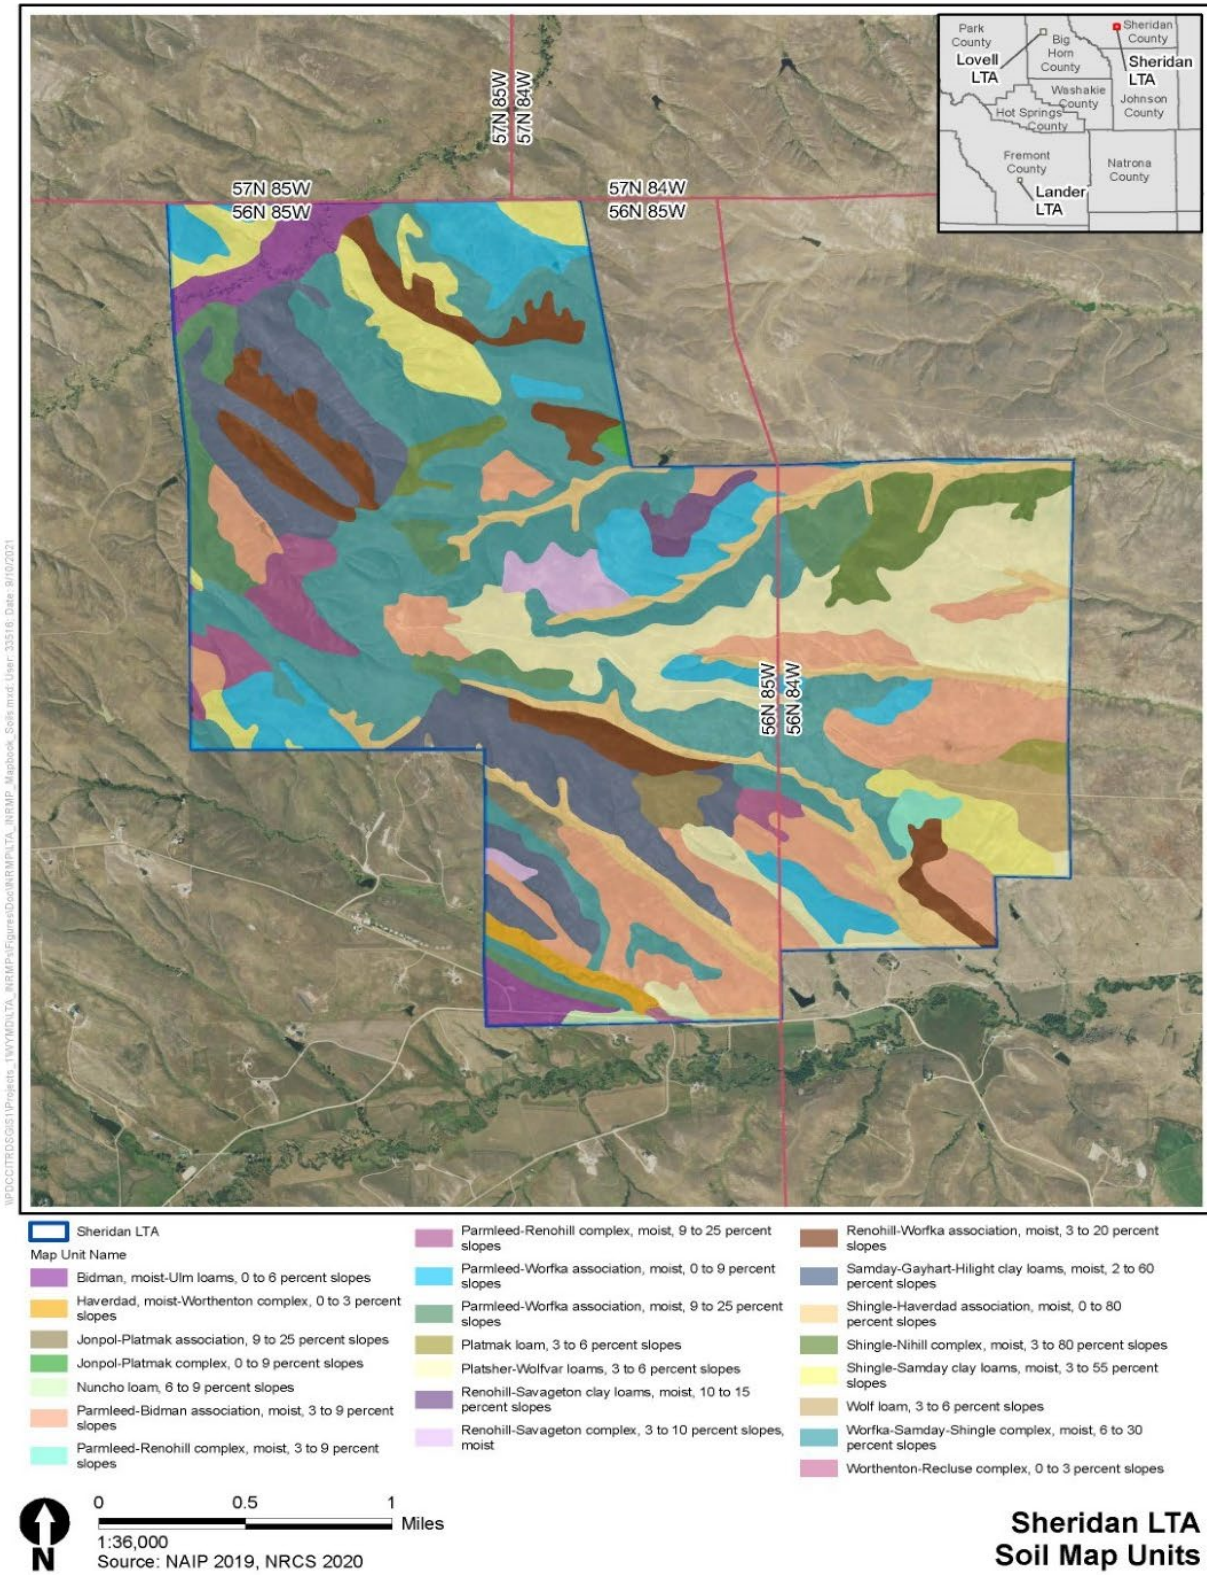 Park
County
Lovell
LTA
Big
Horn
County
Sheridan
County
Sheridan
LTA
Washakie
County
Hot Springs
County
Johnson
County
Fremont
County
Natrona
County
Lander
LTA
57N 85W
57N 84W
57N 85W
56N 85W
57N 84W
56N 85W
56N 85W
56N 84W
Sheridan LTA
Map Unit Name
Bidman, moist-Ulm loams, 0 to 6 percent slopes
Haverdad, moist-Worthenton complex, 0 to 3 percent
slopes
Jonpol-Platmak association, 9 to 25 percent slopes
Jonpol-Platmak complex, 0 to 9 percent slopes
Nuncho loam, 6 to 9 percent slopes
Parmleed-Bidman association, moist, 3 to 9 percent
slopes
Parmleed-Renohill complex, moist, 3 to 9 percent
slopes
Parmleed-Renohill complex, moist, 9 to 25 percent
slopes
Parmleed-Worfka association, moist, 0 to 9 percent
slopes
Parmleed-Worfka association, moist, 9 to 25 percent
slopes
Platmak loam, 3 to 6 percent slopes
Platsher-Wolfvar loams, 3 to 6 percent slopes
Renohill-Savageton clay loams, moist, 10 to 15
percent slopes
Renohill-Savageton complex, 3 to 10 percent slopes,
moist
Renohill-Worfka association, moist, 3 to 20 percent
slopes
Samday-Gayhart-Hilight clay loams, moist, 2 to 60
percent slopes
Shingle-Haverdad association, moist, 0 to 80
percent slopes
Shingle-Nihill complex, moist, 3 to 80 percent slopes
Shingle-Samday clay loams, moist, 3 to 55 percent
slopes
Wolf loam, 3 to 6 percent slopes
Worfka-Samday-Shingle complex, moist, 6 to 30
percent slopes
Worthenton-Recluse complex, 0 to 3 percent slopes
N
0 0.5 1
Miles
1:36,000
Source: NAIP 2019, NRCS 2020
Sheridan LTA
Soil Map Units